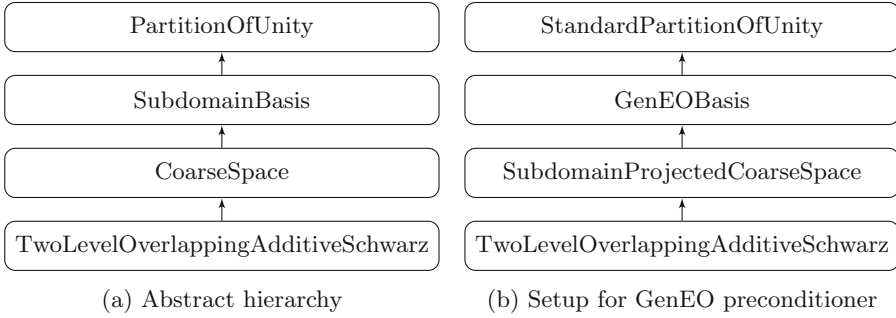 PartitionOfUnity
SubdomainBasis
CoarseSpace
TwoLevelOverlappingAdditiveSchwarz
(a) Abstract hierarchy
StandardPartitionOfUnity
GenEOBasis
SubdomainProjectedCoarseSpace
TwoLevelOverlappingAdditiveSchwarz
(b) Setup for GenEO preconditioner